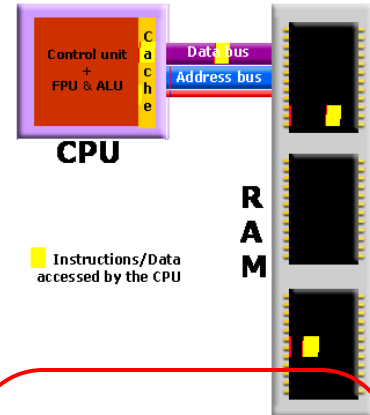 Control unit
+
FPU & ALU
Cache
Data bus
Address bus
CPU
RAM
Instructions/Data
accessed by the CPU